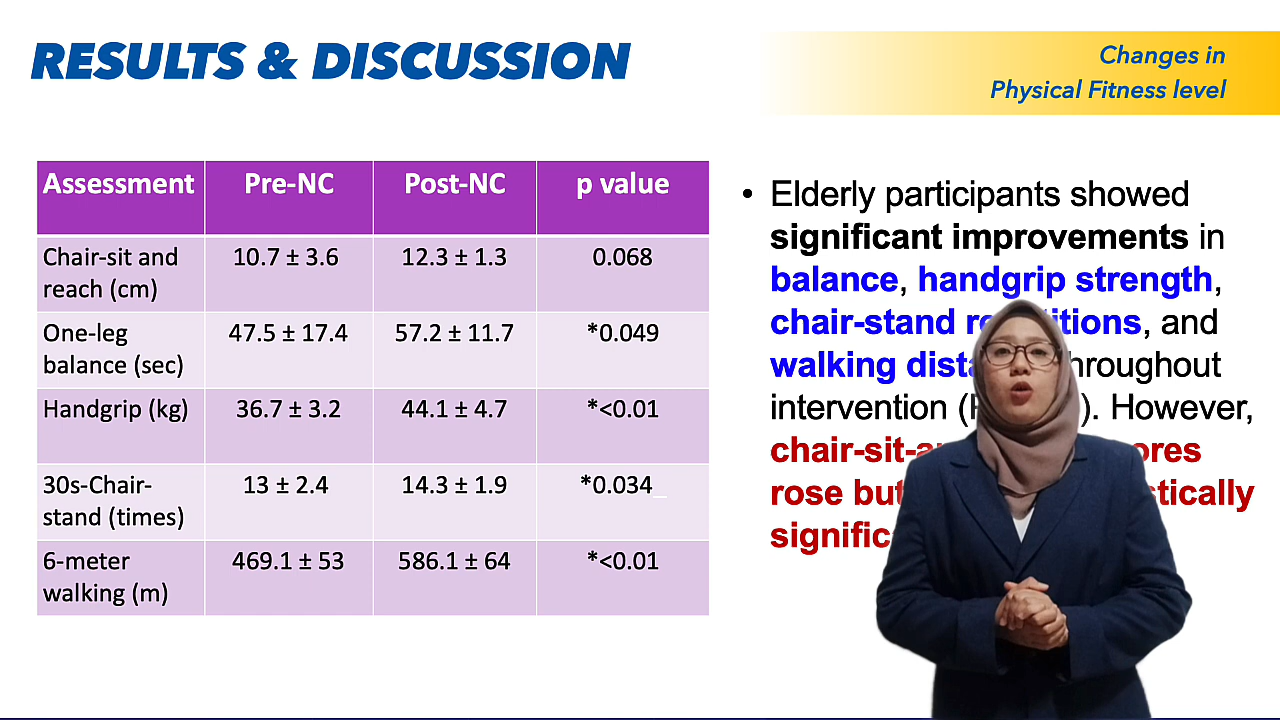 RESULTS & DISCUSSION
Changes in
Physical Fitness level
Assessment Pre-NC Post-NC p value
Chair-sit and reach (cm) 10.7 ± 3.6 12.3 ± 1.3 0.068
One-leg balance (sec) 47.5 ± 17.4 57.2 ± 11.7 *0.049
Handgrip (kg) 36.7 ± 3.2 44.1 ± 4.7 *<0.01
30s-Chair-stand (times) 13 ± 2.4 14.3 ± 1.9 *0.034
6-meter walking (m) 469.1 ± 53 586.1 ± 64 *<0.01
• Elderly participants showed
significant improvements in
balance, handgrip strength,
chair-stand , and
walking throughout
intervention ( ). However,
chair-sit-
rose but